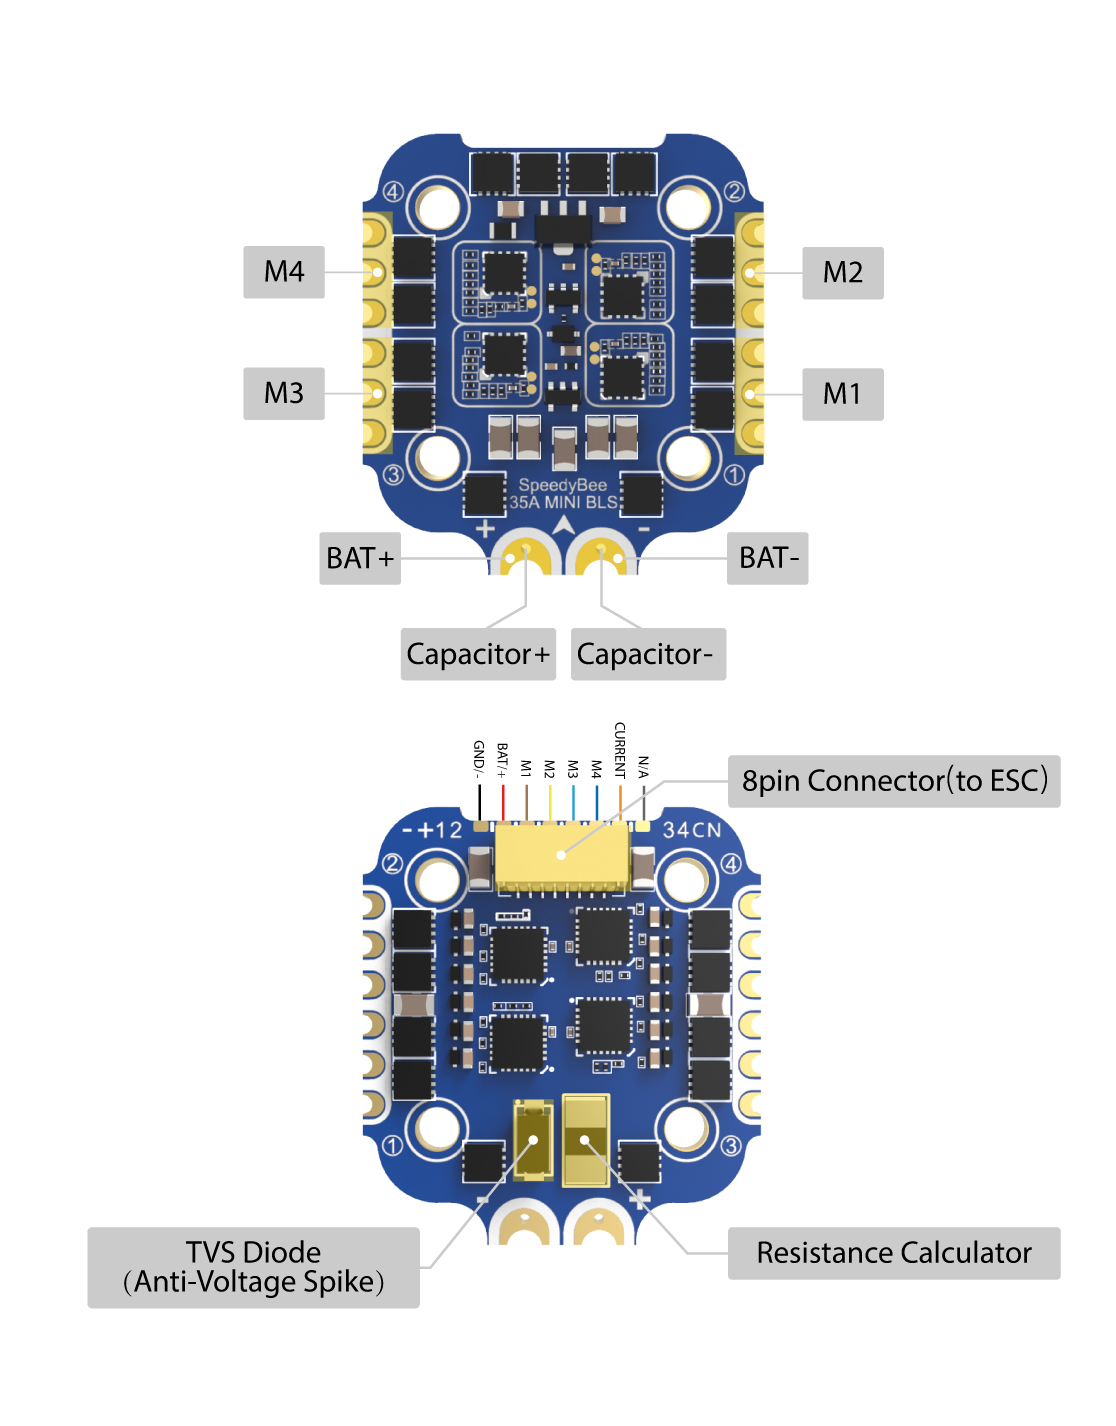 ④
②
M4
M2
M3
M1
③
①
SpeedyBee
35A MINI BLS
+
-
BAT+
BAT-
Capacitor+
Capacitor-
GND/-
BAT/+
M1
M2
M3
M4
CURRENT
N/A
8pin Connector(to ESC)
-+12
34CN
②
④
①
③
-
+
TVS Diode
(Anti-Voltage Spike)
Resistance Calculator